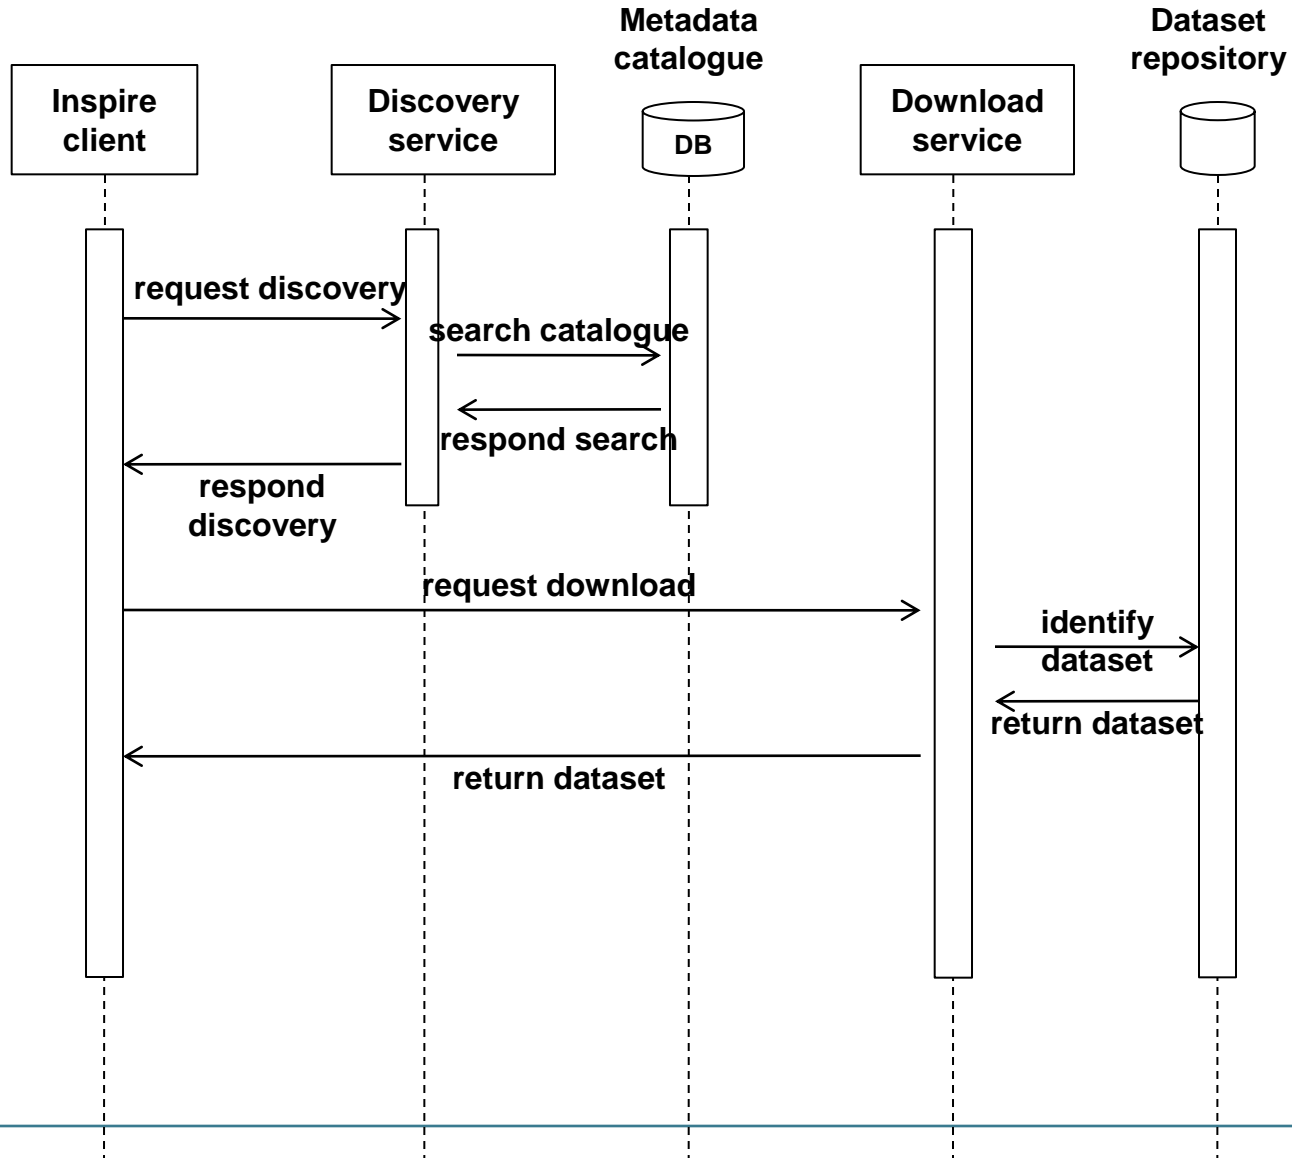 Metadata
catalogue
Dataset
repository
Inspire
client
Discovery
service
DB
Download
service
request discovery
search catalogue
respond search
respond
discovery
request download
identify
dataset
return dataset
return dataset